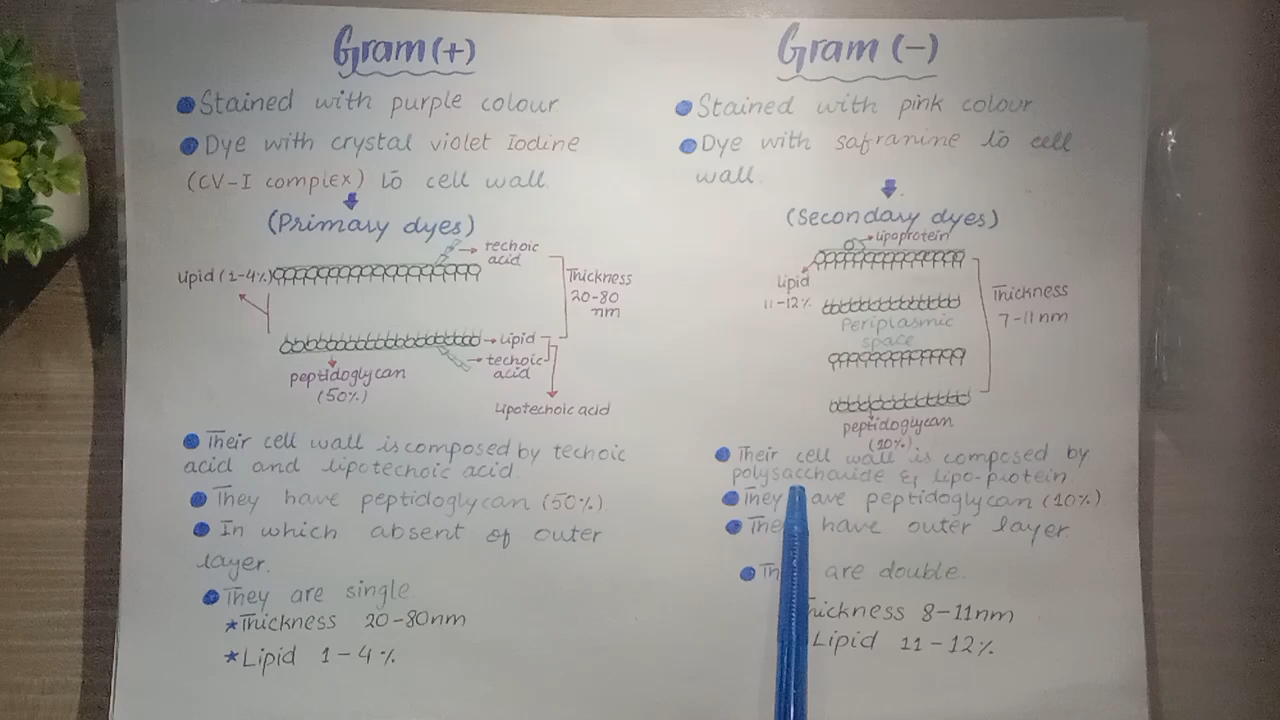 Gram (+)
• Stained with purple colour
• Dye with crystal violet Iodine
(CV-I complex) to cell wall.
(Primary dyes)
techoic
acid
Lipid (1-4%)
Thickness
20-80
nm
Lipid
techoic
acid
peptidoglycan
(50%)
Lipotechoic acid
• Their cell wall is composed by techoic
acid and lipotechoic acid.
• They have peptidoglycan (50%)
• In which absent of outer
layer.
• They are single
* Thickness 20-80nm
* Lipid 1-4%
Gram (-)
• Stained with pink colour
• Dye with safranine to cell
wall.
(Secondary dyes)
lipoprotein
Lipid
11-12%
Thickness
7-11nm
Periplasmic
space
peptidoglycan
(10%)
• Their cell wall is composed by
polysaccharide & lipo-protein
• They have peptidoglycan (10%)
• They have outer layer.
• are double.
Thickness 8-11nm
Lipid 11-12%